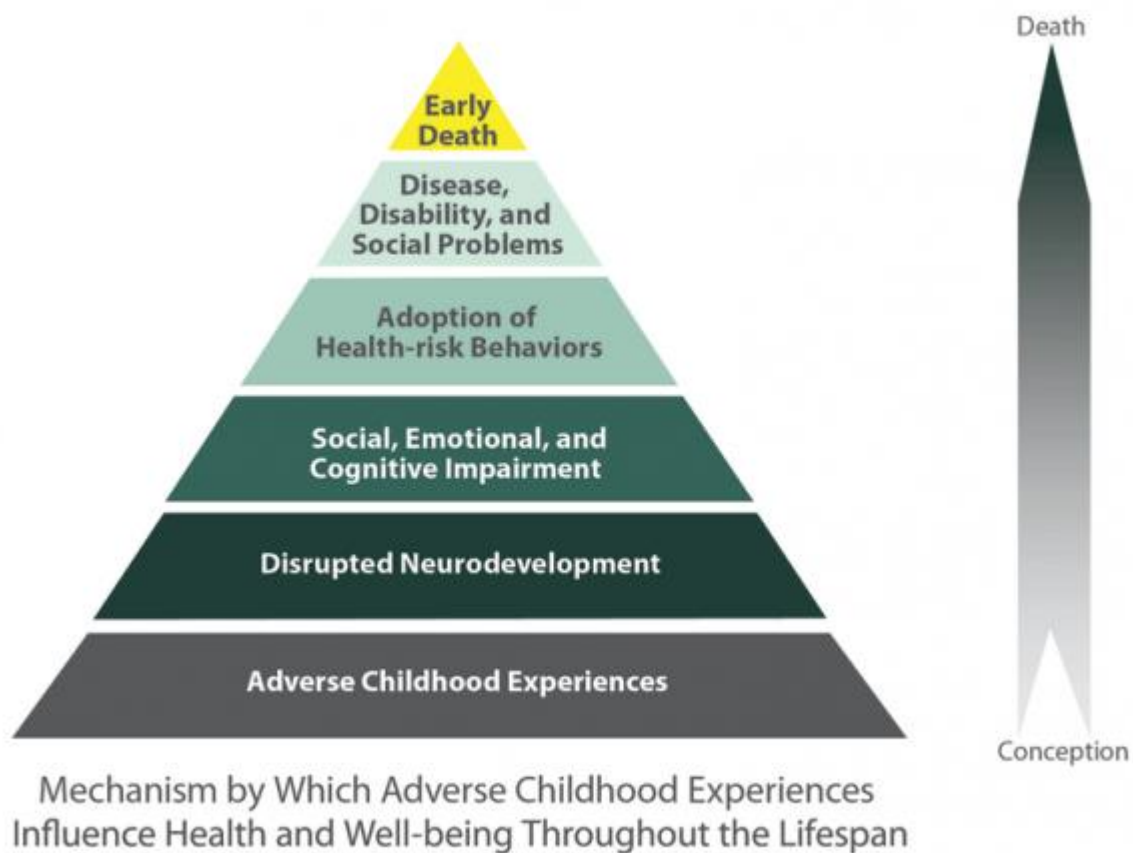 Death
Early
Death
Disease,
Disability, and
Social Problems
Adoption of
Health-risk Behaviors
Social, Emotional, and
Cognitive Impairment
Disrupted Neurodevelopment
Adverse Childhood Experiences
Conception
Mechanism by Which Adverse Childhood Experiences
Influence Health and Well-being Throughout the Lifespan